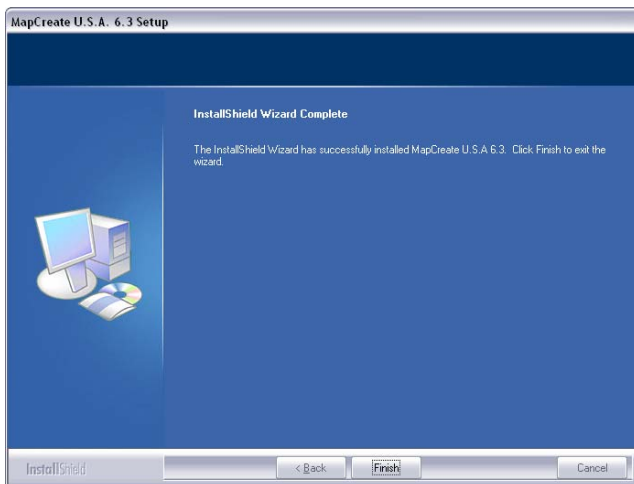 MapCreate U.S.A. 6.3 Setup
InstallShield Wizard Complete
The InstallShield Wizard has successfully installed MapCreate U.S.A 6.3. Click Finish to exit the
wizard.
InstallShield
< Back
Finish
Cancel